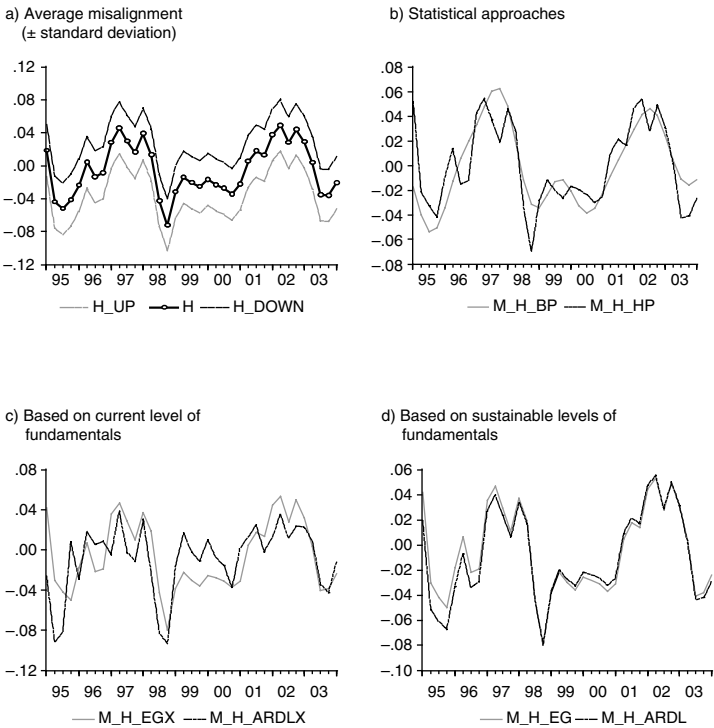 a) Average misalignment
(± standard deviation)
.12
.08
.04
.00
–.04
–.08
–.12
95 96 97 98 99 00 01 02 03
H_UP H H_DOWN
b) Statistical approaches
.08
.06
.04
.02
.00
–.02
–.04
–.06
–.08
95 96 97 98 99 00 01 02 03
M_H_BP M_H_HP
c) Based on current level of
fundamentals
.08
.04
.00
–.04
–.08
–.12
95 96 97 98 99 00 01 02 03
M_H_EGX M_H_ARDLX
d) Based on sustainable levels of
fundamentals
.06
.04
.02
.00
–.02
–.04
–.06
–.08
–.10
95 96 97 98 99 00 01 02 03
M_H_EG M_H_ARDL